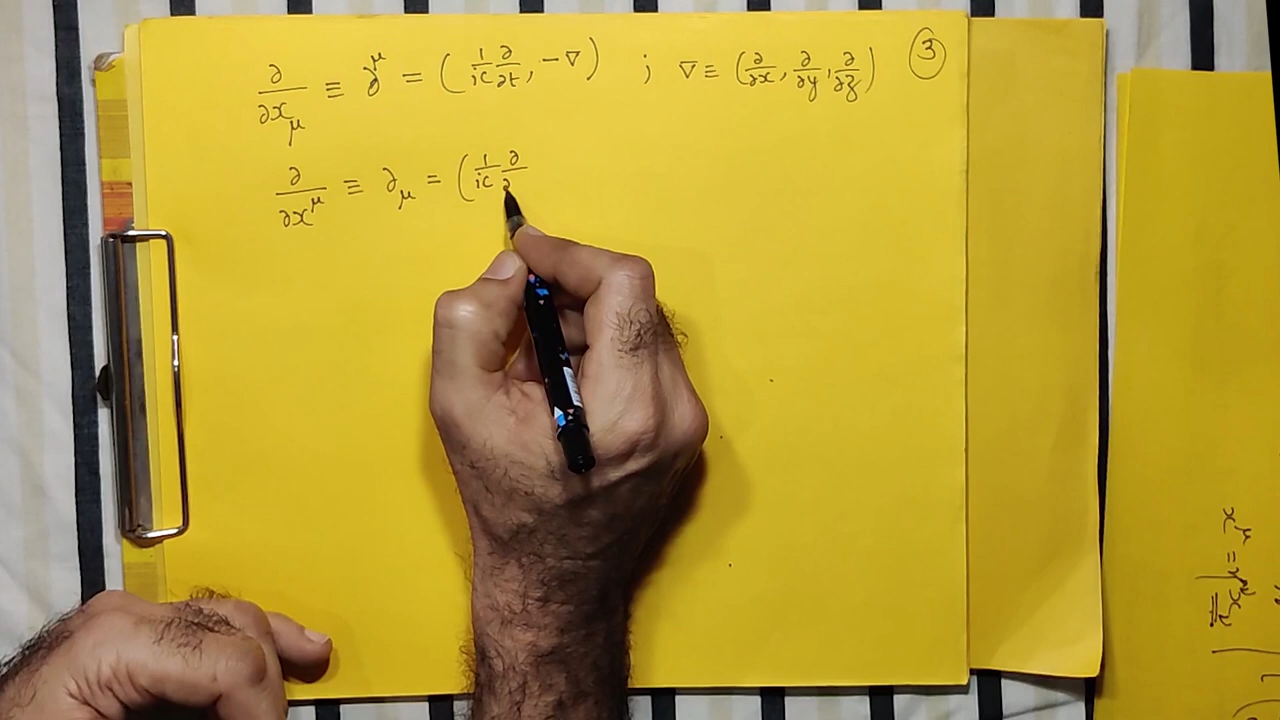 ∂/∂x_μ ≡ ∂^μ = (1/ic ∂/∂t, -∇) ; ∇ ≡ (∂/∂x, ∂/∂y, ∂/∂z) ③
∂/∂x^μ ≡ ∂_μ = (1/ic ∂/∂
x^μ =